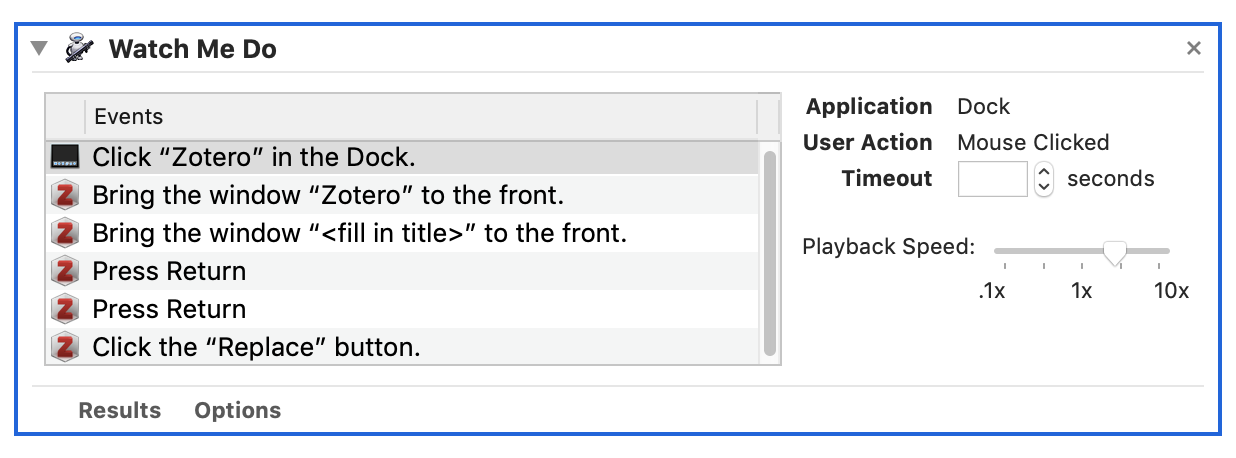 Watch Me Do
Events
Click “Zotero” in the Dock.
Bring the window “Zotero” to the front.
Bring the window “<fill in title>” to the front.
Press Return
Press Return
Click the “Replace” button.
Application Dock
User Action Mouse Clicked
Timeout seconds
Playback Speed:
.1x 1x 10x
Results Options